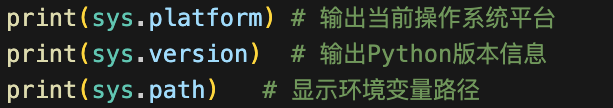 print(sys.platform) # 输出当前操作系统平台
print(sys.version)  # 输出Python版本信息
print(sys.path)   # 显示环境变量路径